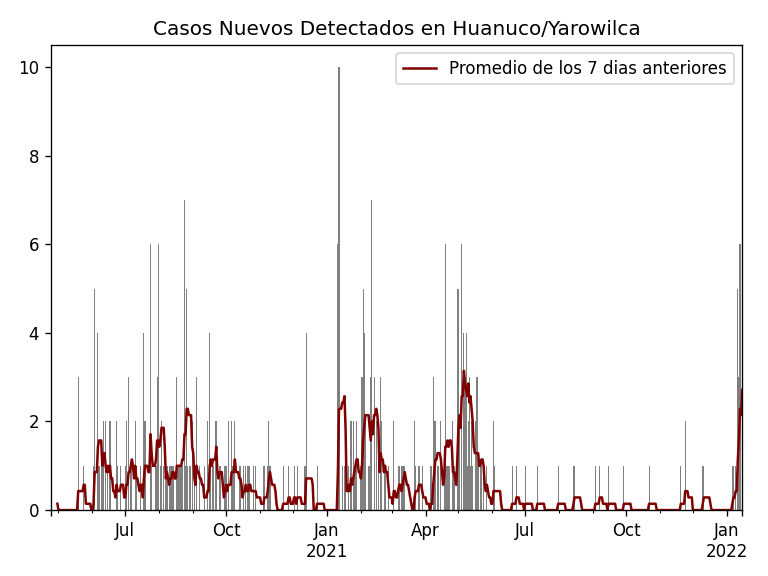 Casos Nuevos Detectados en Huanuco/Yarowilca
Promedio de los 7 dias anteriores
10
8
6
4
2
0
Jul
Oct
Jan
2021
Apr
Jul
Oct
Jan
2022